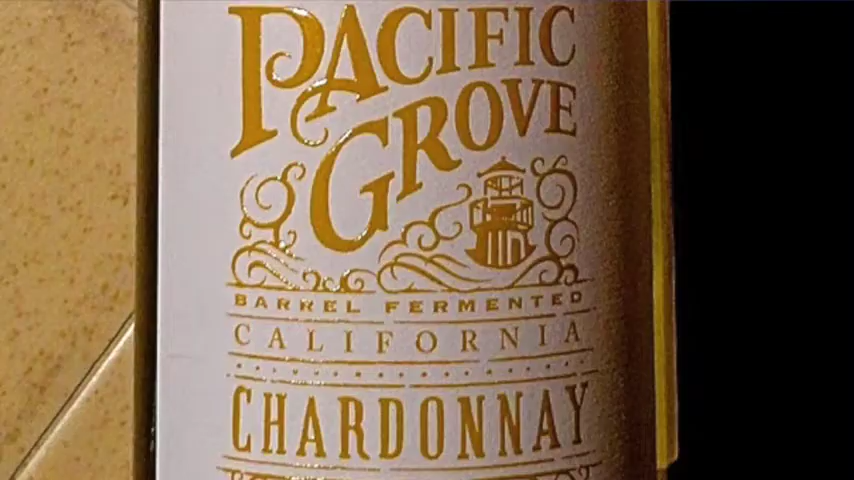 PACIFIC
GROVE
BARREL FERMENTED
CALIFORNIA
CHARDONNAY